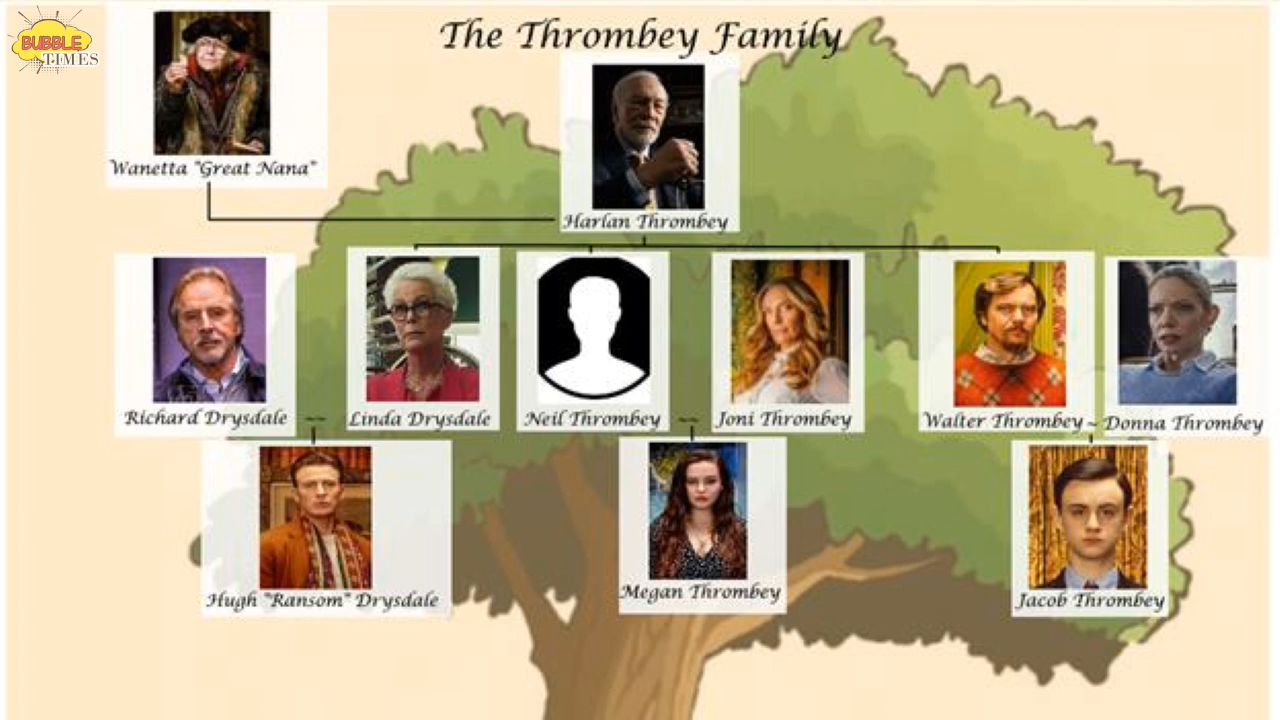 BUBBLE
TIMES
The Thrombey Family
Wanetta "Great Nana"
Harlan Thrombey
Richard Drysdale
~~
Linda Drysdale
Neil Thrombey
~~
Joni Thrombey
Walter Thrombey
~
Donna Thrombey
Hugh "Ransom" Drysdale
Megan Thrombey
Jacob Thrombey